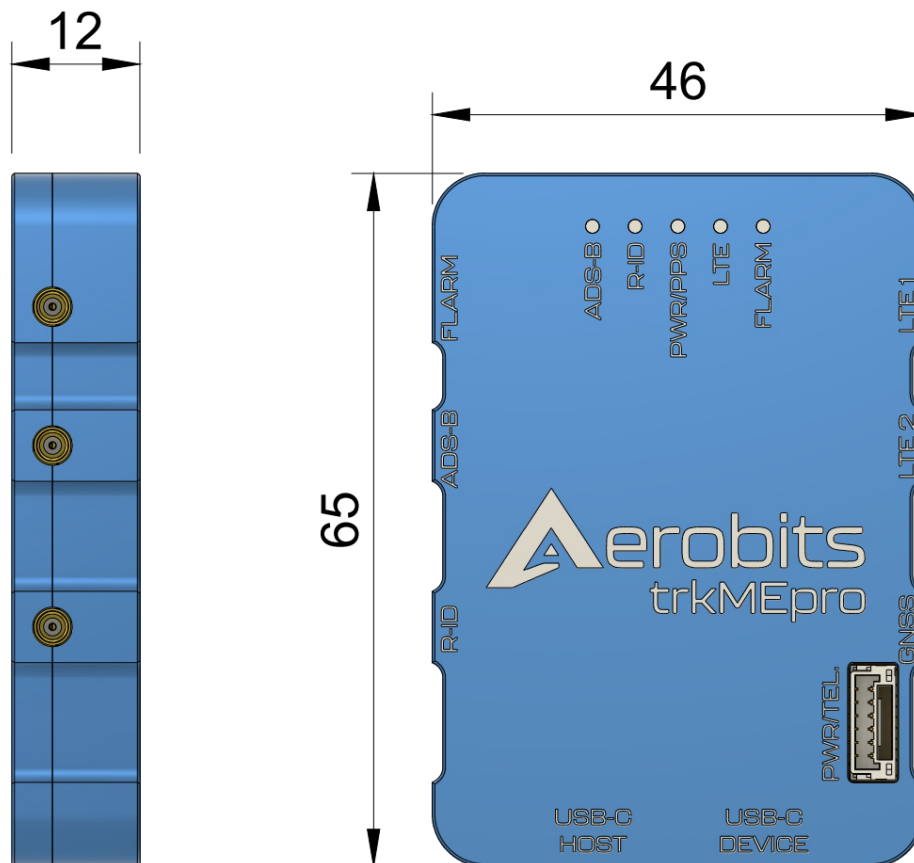 12
46
ADS-B
R-ID
PWR/PPS
LTE
FLARM
FLARM
LTE 1
ADS-B
LTE 2
65
Aerobits
trkMEpro
R-ID
GNSS
PWR/TEL.
USB-C
HOST
USB-C
DEVICE